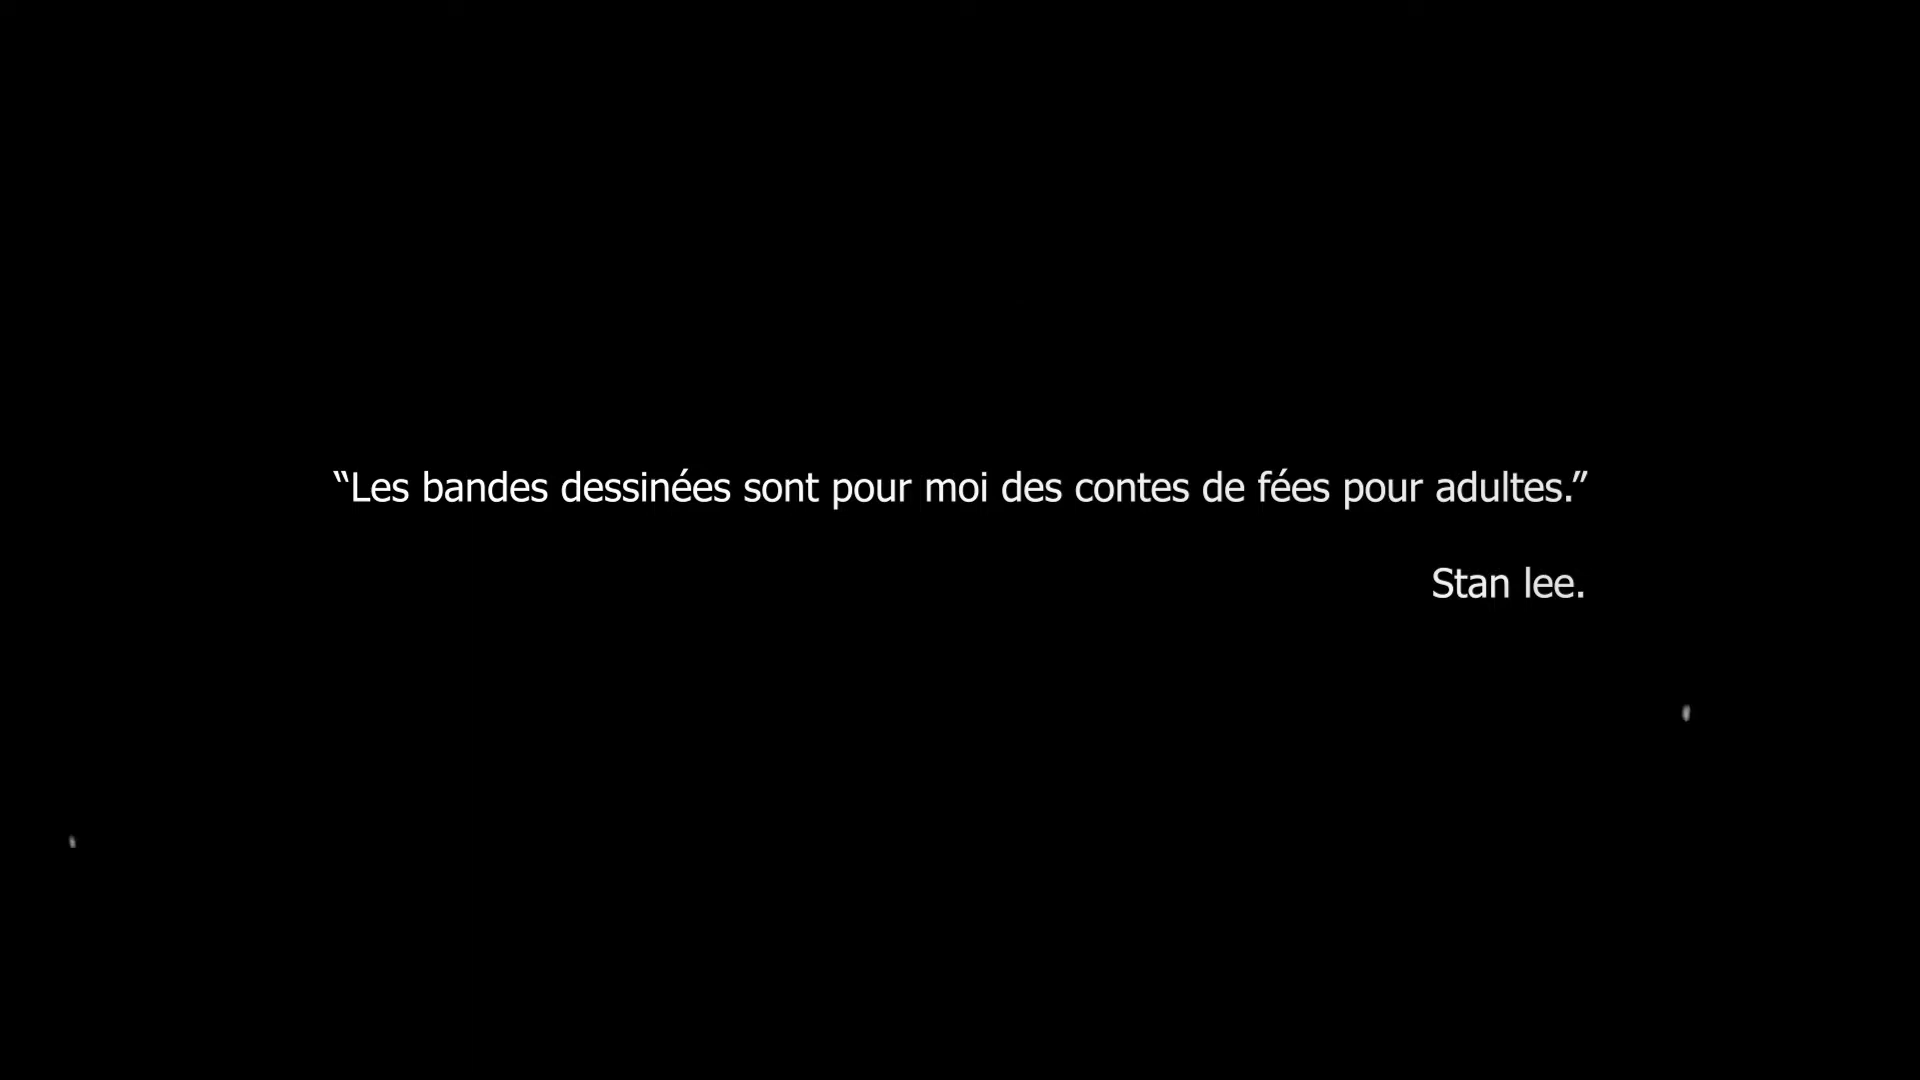 “Les bandes dessinées sont pour moi des contes de fées pour adultes.”
Stan lee.